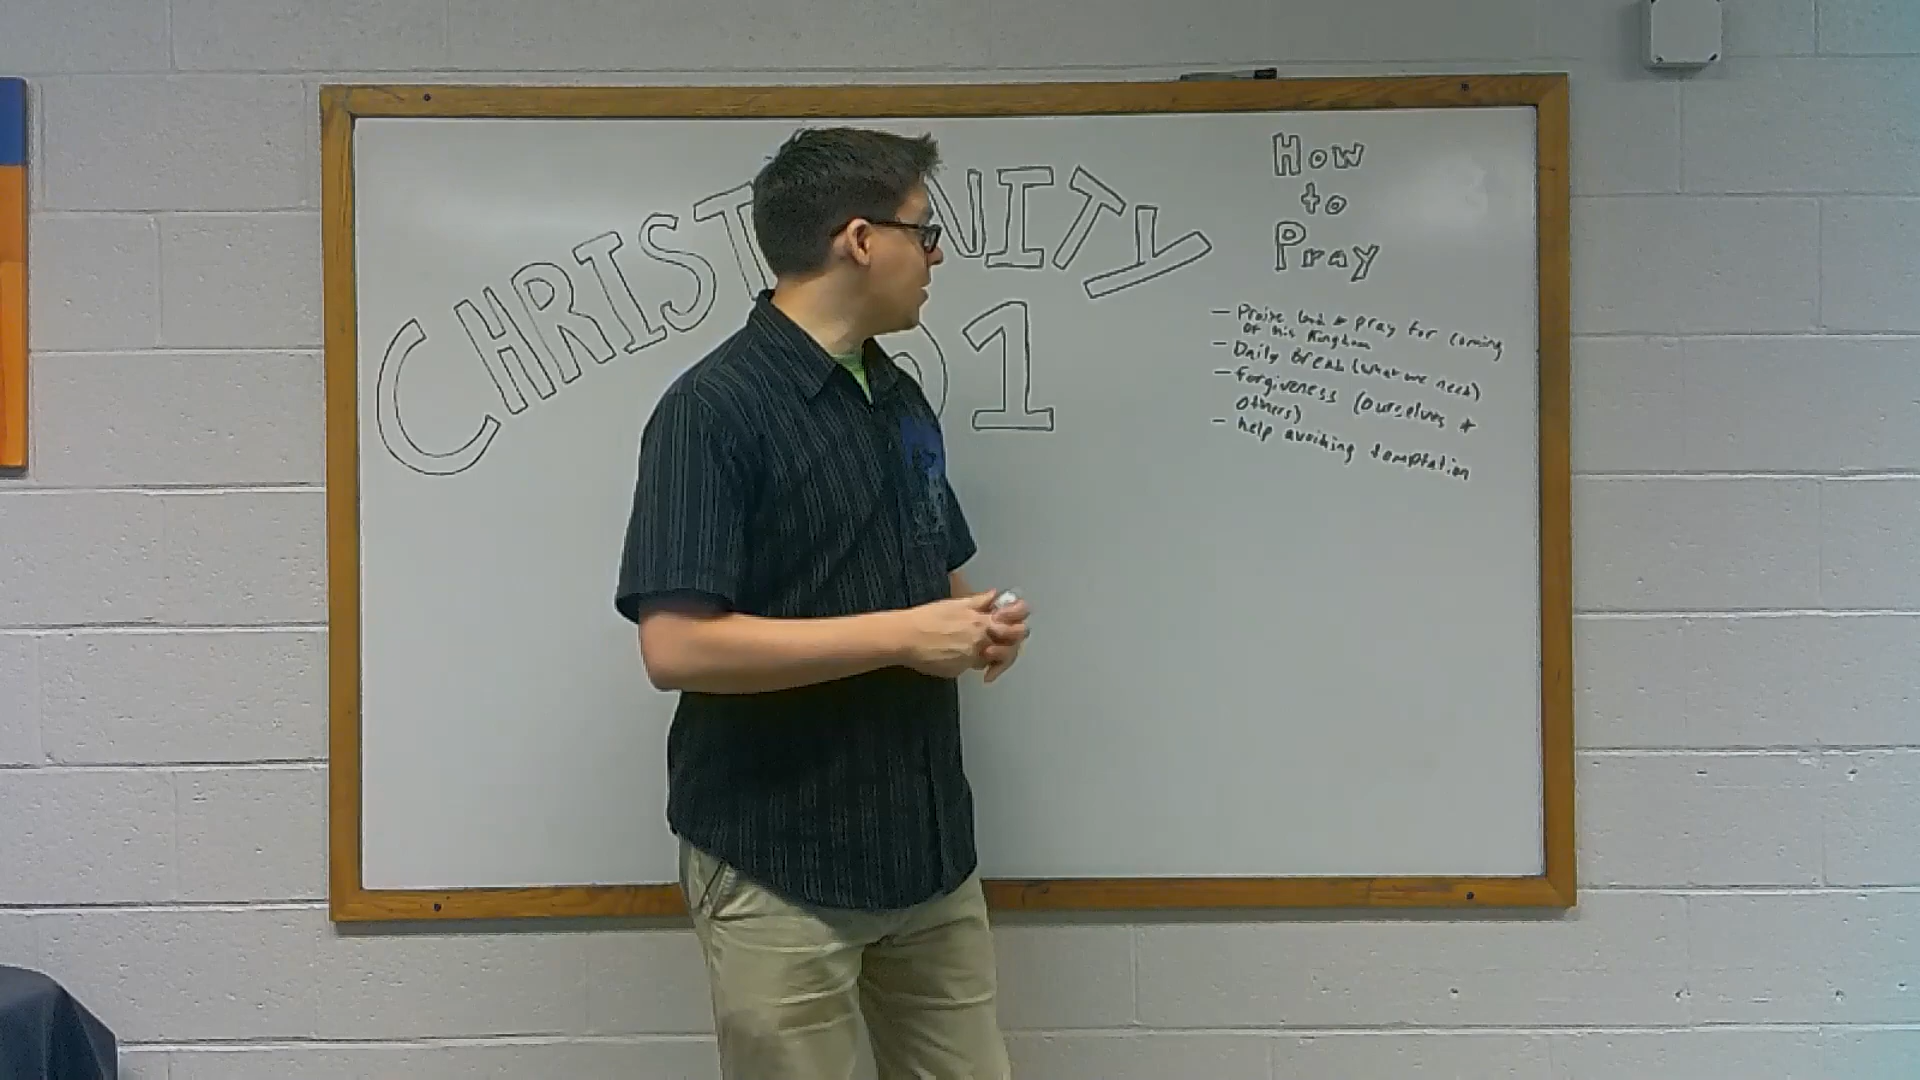 CHRIST NITY
01
How
to
Pray
- Praise God & pray for coming
of his Kingdom
- Daily Bread (what we need)
- forgiveness (ourselves &
others)
- help avoiding temptation